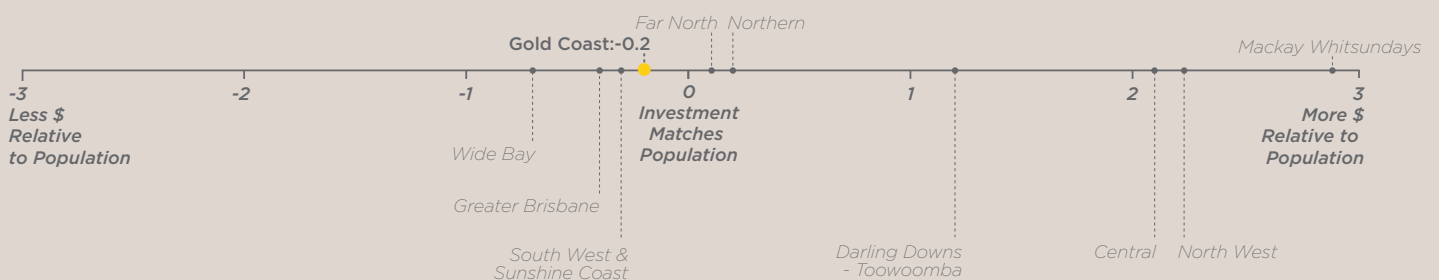 Far North
Northern
Gold Coast:-0.2
Mackay Whitsundays
-3
-2
-1
0
1
2
3
Less $
Relative
to Population
Investment
Matches
Population
More $
Relative to
Population
Wide Bay
Greater Brisbane
South West &
Sunshine Coast
Darling Downs
- Toowoomba
Central
North West